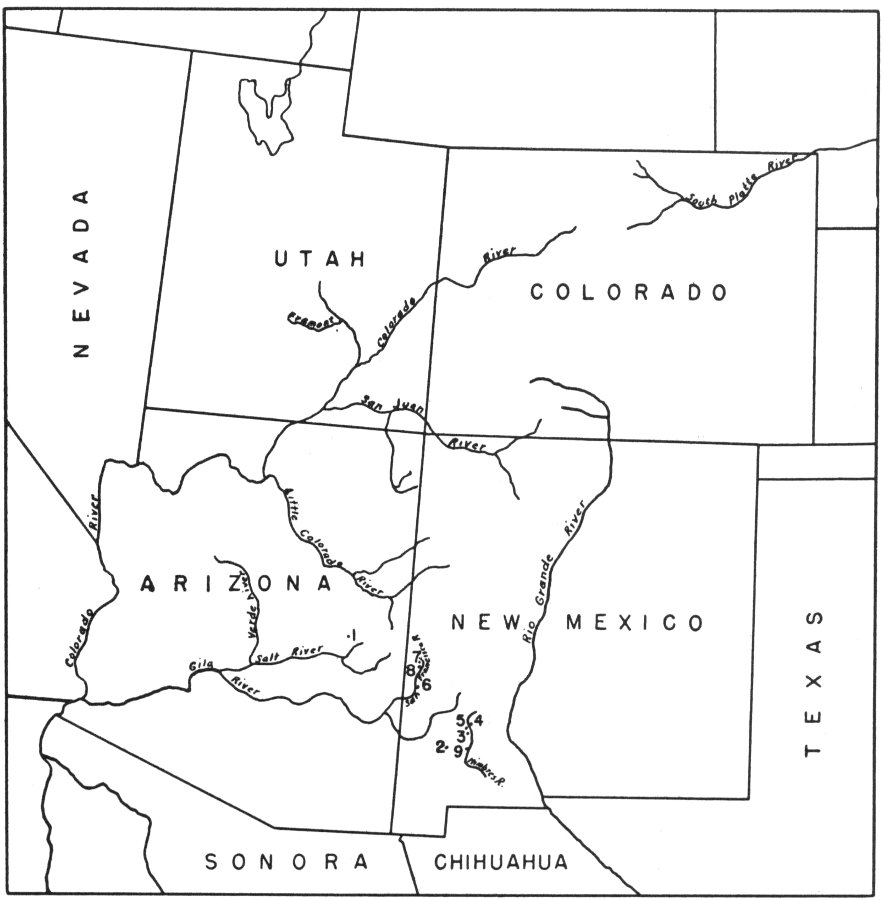 South Platte River
NEVADA
UTAH
River
COLORADO
Fremont
Colorado
San Juan
River
River
Little Colorado
River
Rio Grande River
ARIZONA
Verde River
NEW MEXICO
TEXAS
Colorado
Gila
River
Salt River
.1
7
8
6
San Fran
5
4
3
2
9
Mimbres R.
SONORA
CHIHUAHUA